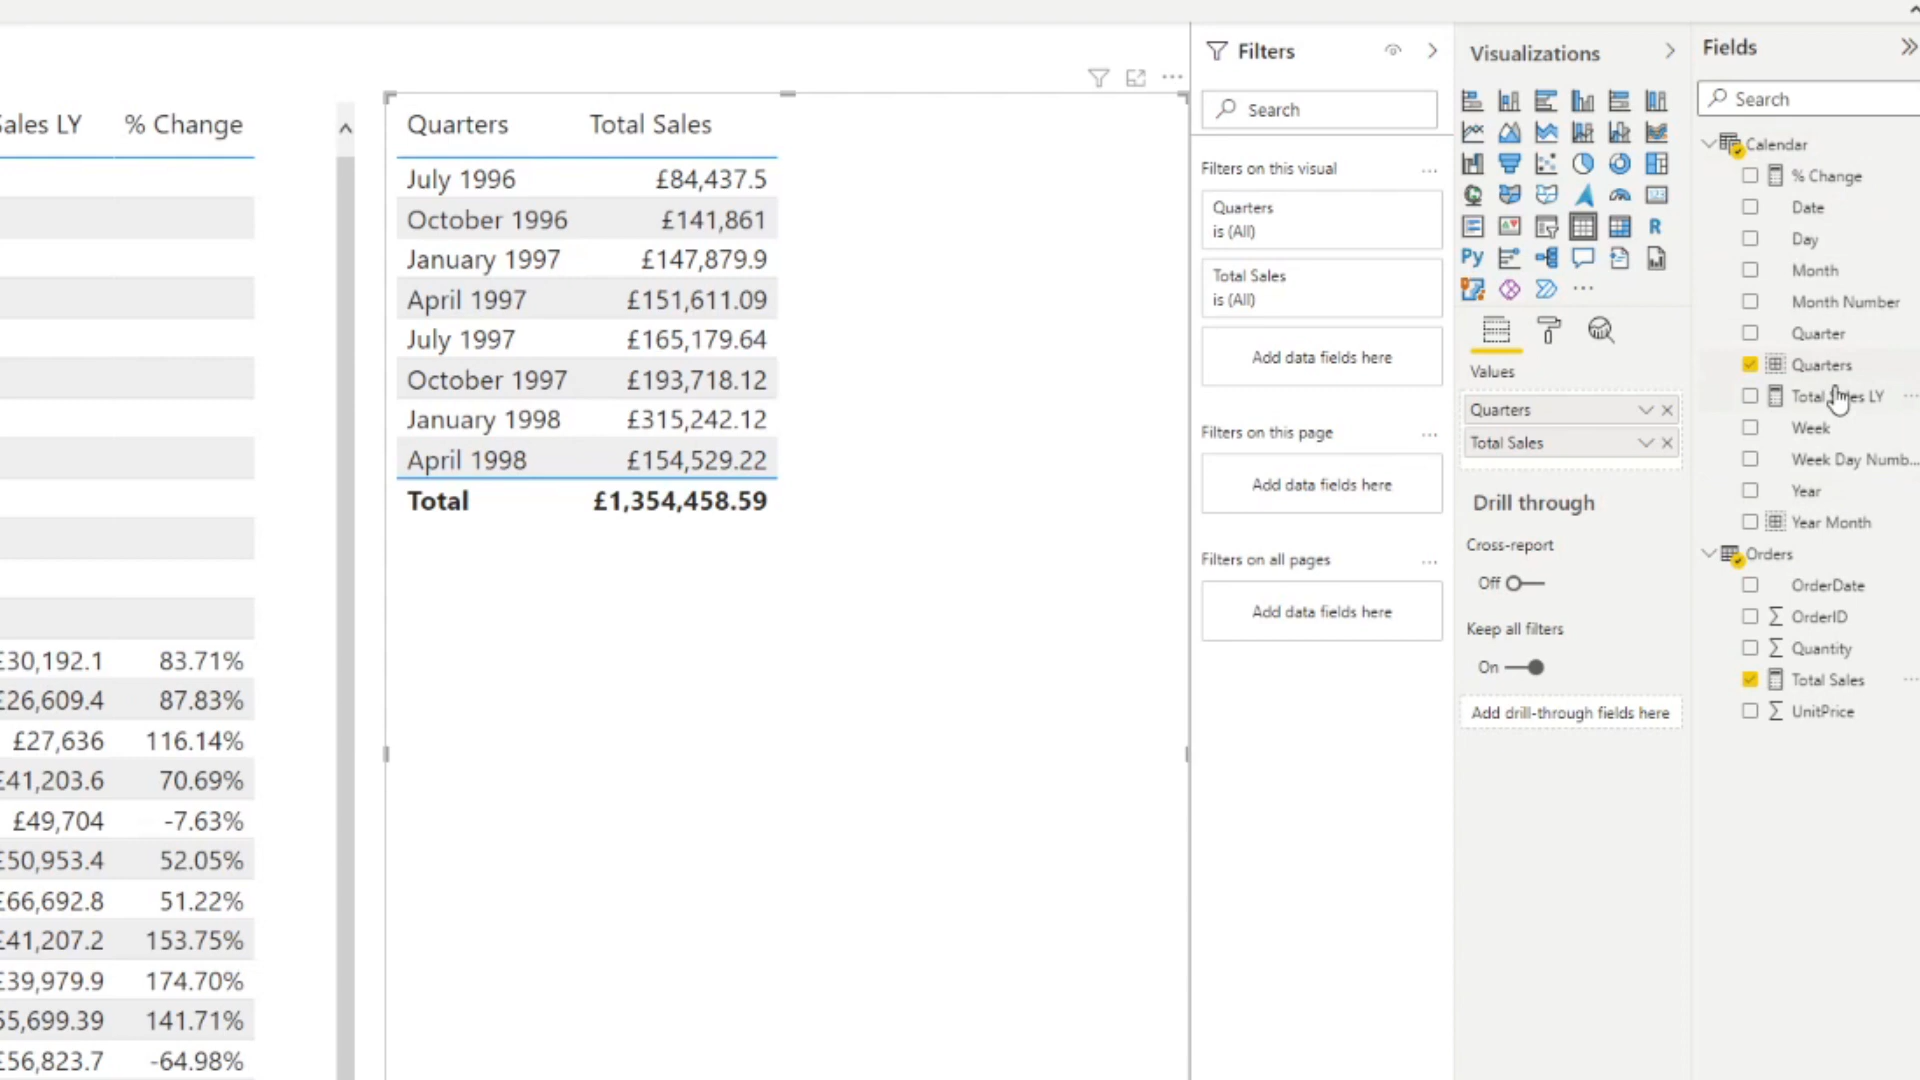 Sales LY % Change
£30,192.1 83.71%
£26,609.4 87.83%
£27,636 116.14%
£41,203.6 70.69%
£49,704 -7.63%
£50,953.4 52.05%
£66,692.8 51.22%
£41,207.2 153.75%
£39,979.9 174.70%
55,699.39 141.71%
£56,823.7 -64.98%
Quarters Total Sales
July 1996 £84,437.5
October 1996 £141,861
January 1997 £147,879.9
April 1997 £151,611.09
July 1997 £165,179.64
October 1997 £193,718.12
January 1998 £315,242.12
April 1998 £154,529.22
Total £1,354,458.59
Filters
Search
Filters on this visual ...
Quarters
is (All)
Total Sales
is (All)
Add data fields here
Filters on this page ...
Add data fields here
Filters on all pages ...
Add data fields here
Visualizations
R
Py
...
Values
Quarters
Total Sales
Drill through
Cross-report
Off
Keep all filters
On
Add drill-through fields here
Fields
Search
Calendar
% Change
Date
Day
Month
Month Number
Quarter
Quarters
Total LY ...
Week
Week Day Numb...
Year
Year Month
Orders
OrderDate
OrderID
Quantity
Total Sales ...
UnitPrice